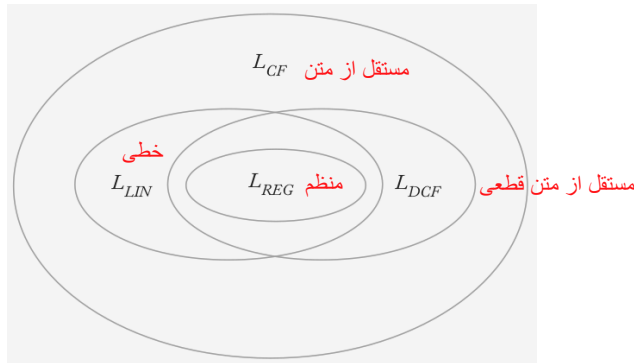 L_CF مستقل از متن
خطی
L_LIN
L_REG منظم
L_DCF مستقل از متن قطعی